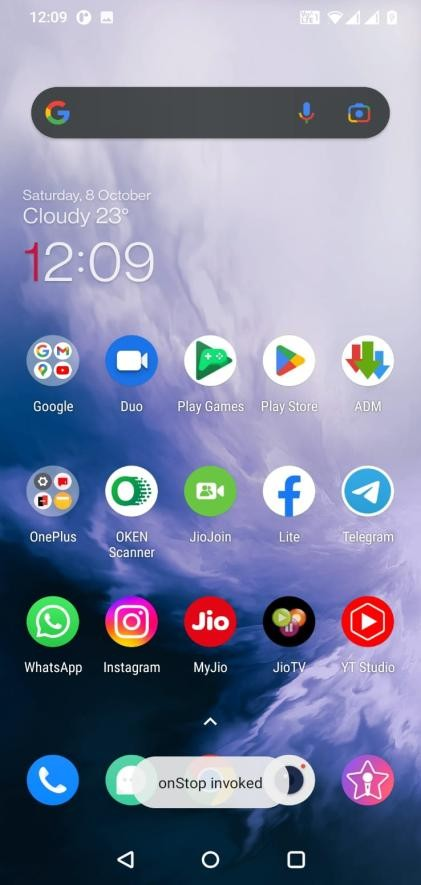 12:09
Saturday, 8 October
Cloudy 23°
12:09
Google
Duo
Play Games
Play Store
ADM
OnePlus
OKEN
Scanner
JioJoin
Lite
Telegram
Jio
WhatsApp
Instagram
MyJio
JioTV
YT Studio
onStop invoked